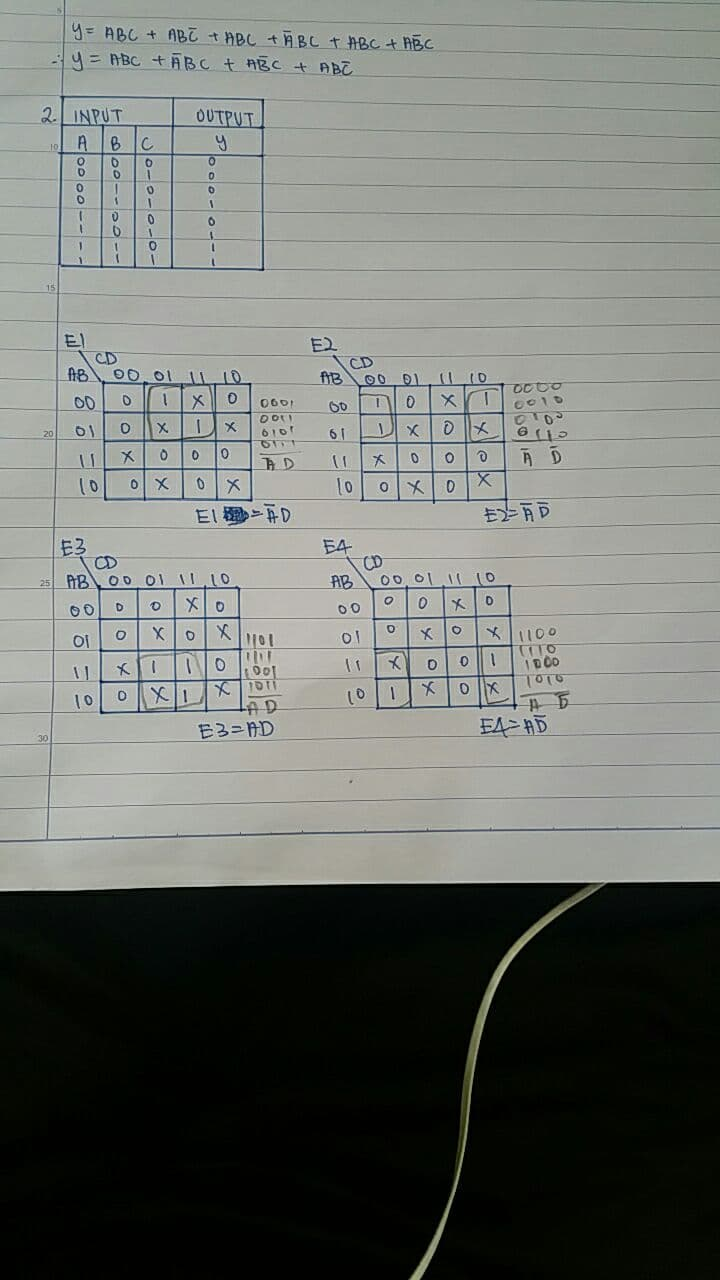 5
y = ABC + ABC̄ + ABC + ĀBC + ABC + AB̄C
∴ y = ABC + ĀBC + AB̄C + ABC̄
2. INPUT OUTPUT
10 A B C y
0 0 0 0
0 0 1 0
0 1 0 0
0 1 1 1
1 0 0 0
1 0 1 1
1 1 0 1
1 1 1 1
15
E1
CD
AB 00 01 11 10
00 0 1 X 0 0001
0011
20 01 0 X 1 X 0101
0111
11 X 0 0 0 Ā D
10 0 X 0 X
E1 = ĀD
E2
CD
AB 00 01 11 10
00 1 0 X 1 0000
0010
01 1 X 0 X 0100
0110
11 X 0 0 0 Ā D̄
10 0 X 0 X
E2 = Ā D̄
E3
CD
25 AB 00 01 11 10
00 0 0 X 0
01 0 X 0 X 1101
1111
11 X 1 1 0 1001
10 0 X 1 X 1011
A D
E3 = AD
30
E4
CD
AB 00 01 11 10
00 0 0 X 0
01 0 X 0 X 1100
1110
11 X 0 0 1 1000
10 1 X 0 X 1010
A D̄
E4 = AD̄